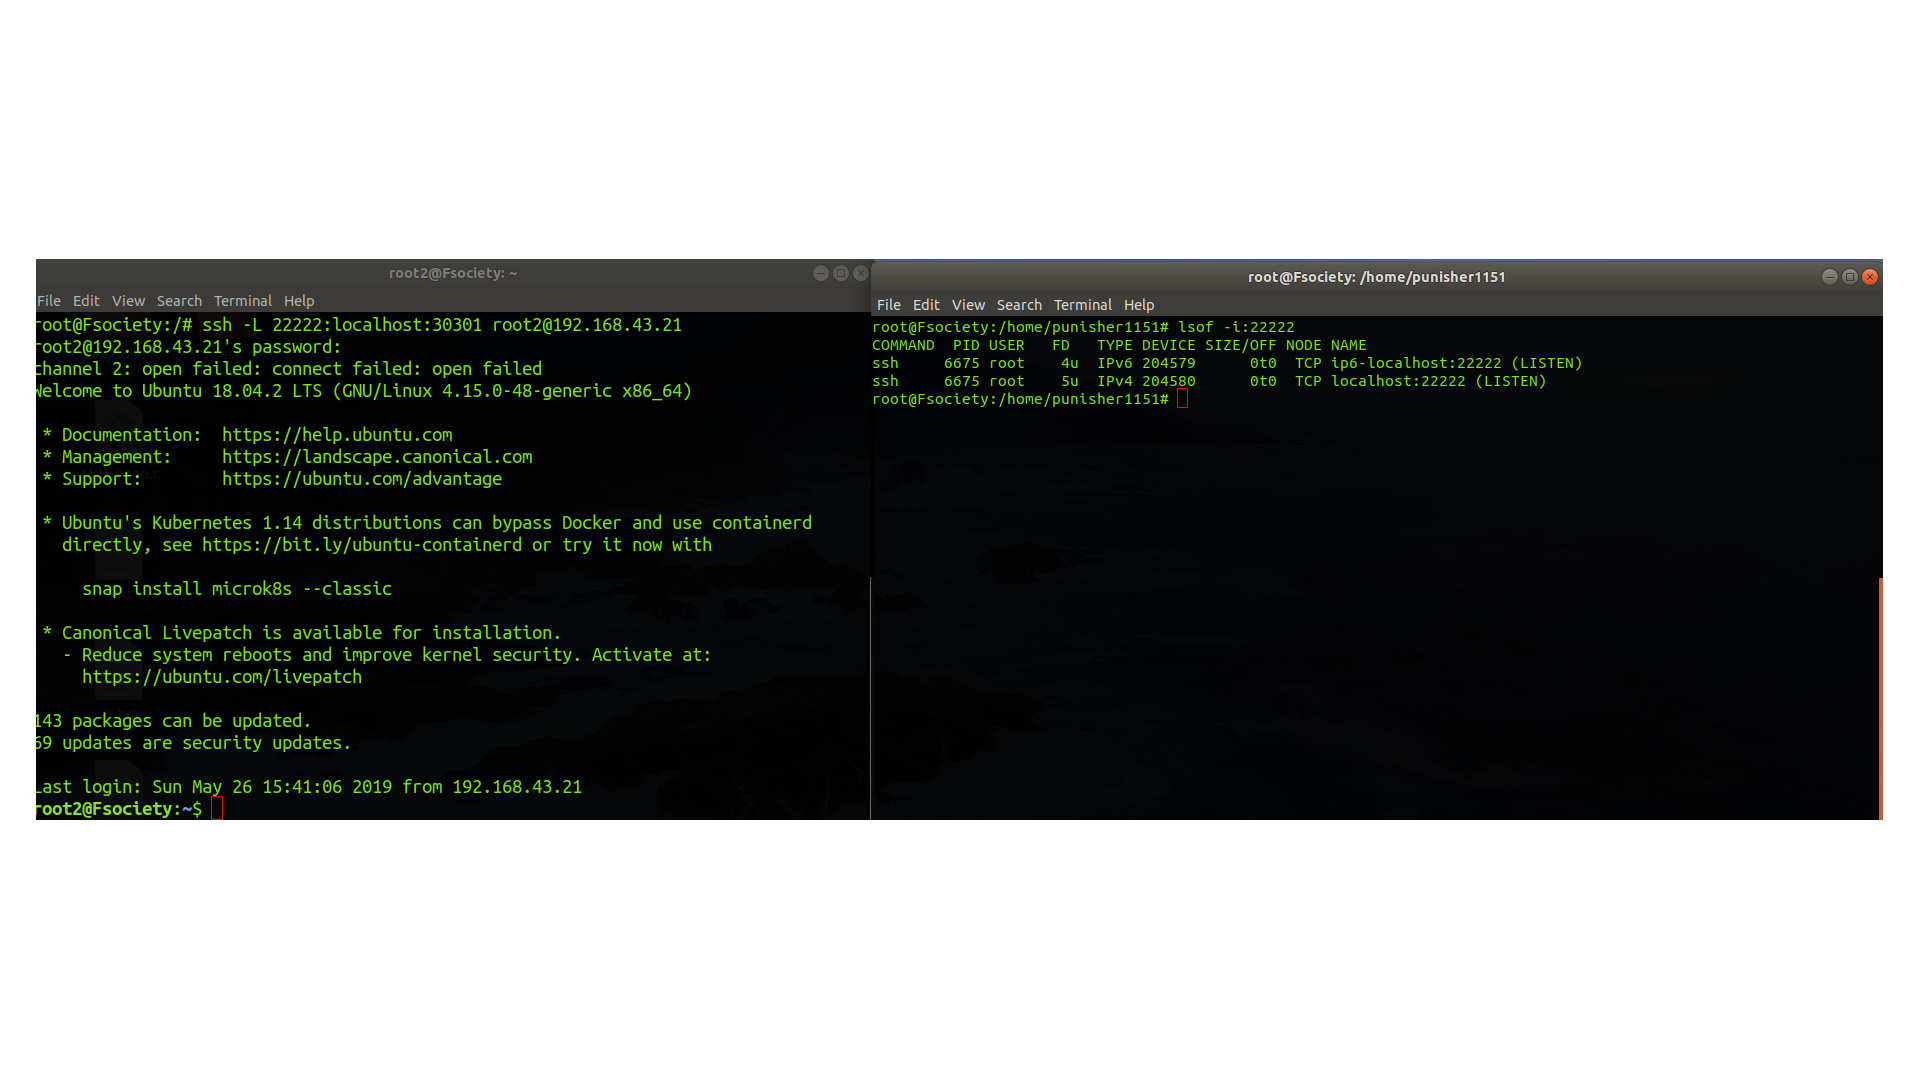 root2@Fsociety: ~
File Edit View Search Terminal Help
root@Fsociety:/# ssh -L 22222:localhost:30301 root2@192.168.43.21
root2@192.168.43.21's password:
channel 2: open failed: connect failed: open failed
Welcome to Ubuntu 18.04.2 LTS (GNU/Linux 4.15.0-48-generic x86_64)
* Documentation: https://help.ubuntu.com
* Management: https://landscape.canonical.com
* Support: https://ubuntu.com/advantage
* Ubuntu's Kubernetes 1.14 distributions can bypass Docker and use containerd
directly, see https://bit.ly/ubuntu-containerd or try it now with
snap install microk8s --classic
* Canonical Livepatch is available for installation.
- Reduce system reboots and improve kernel security. Activate at:
https://ubuntu.com/livepatch
143 packages can be updated.
69 updates are security updates.
Last login: Sun May 26 15:41:06 2019 from 192.168.43.21
root2@Fsociety:~$
root@Fsociety: /home/punisher1151
File Edit View Search Terminal Help
root@Fsociety:/home/punisher1151# lsof -i:22222
COMMAND PID USER FD TYPE DEVICE SIZE/OFF NODE NAME
ssh 6675 root 4u IPv6 204579 0t0 TCP ip6-localhost:22222 (LISTEN)
ssh 6675 root 5u IPv4 204580 0t0 TCP localhost:22222 (LISTEN)
root@Fsociety:/home/punisher1151#